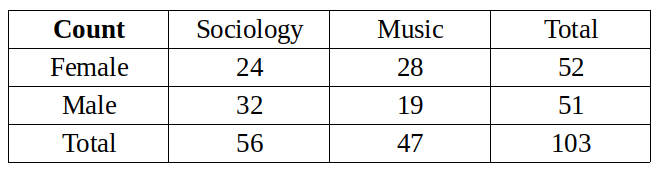 Count Sociology Music Total
Female 24 28 52
Male 32 19 51
Total 56 47 103